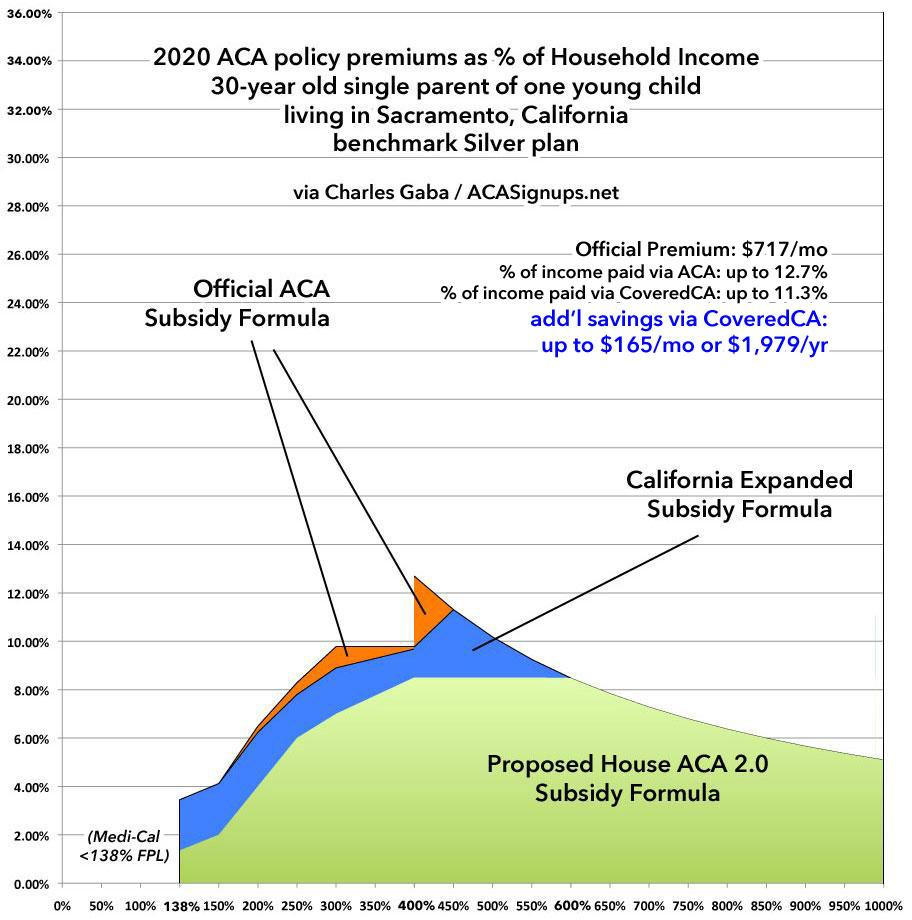 36.00%
34.00%
32.00%
30.00%
28.00%
26.00%
24.00%
22.00%
20.00%
18.00%
16.00%
14.00%
12.00%
10.00%
8.00%
6.00%
4.00%
2.00%
0.00%
2020 ACA policy premiums as % of Household Income
30-year old single parent of one young child
living in Sacramento, California
benchmark Silver plan
via Charles Gaba / ACASignups.net
Official Premium: $717/mo
% of income paid via ACA: up to 12.7%
% of income paid via CoveredCA: up to 11.3%
add’l savings via CoveredCA:
up to $165/mo or $1,979/yr
Official ACA
Subsidy Formula
California Expanded
Subsidy Formula
Proposed House ACA 2.0
Subsidy Formula
(Medi-Cal
<138% FPL)
0% 50% 100% 138% 150% 200% 250% 300% 350% 400% 450% 500% 550% 600% 650% 700% 750% 800% 850% 900% 950% 1000%